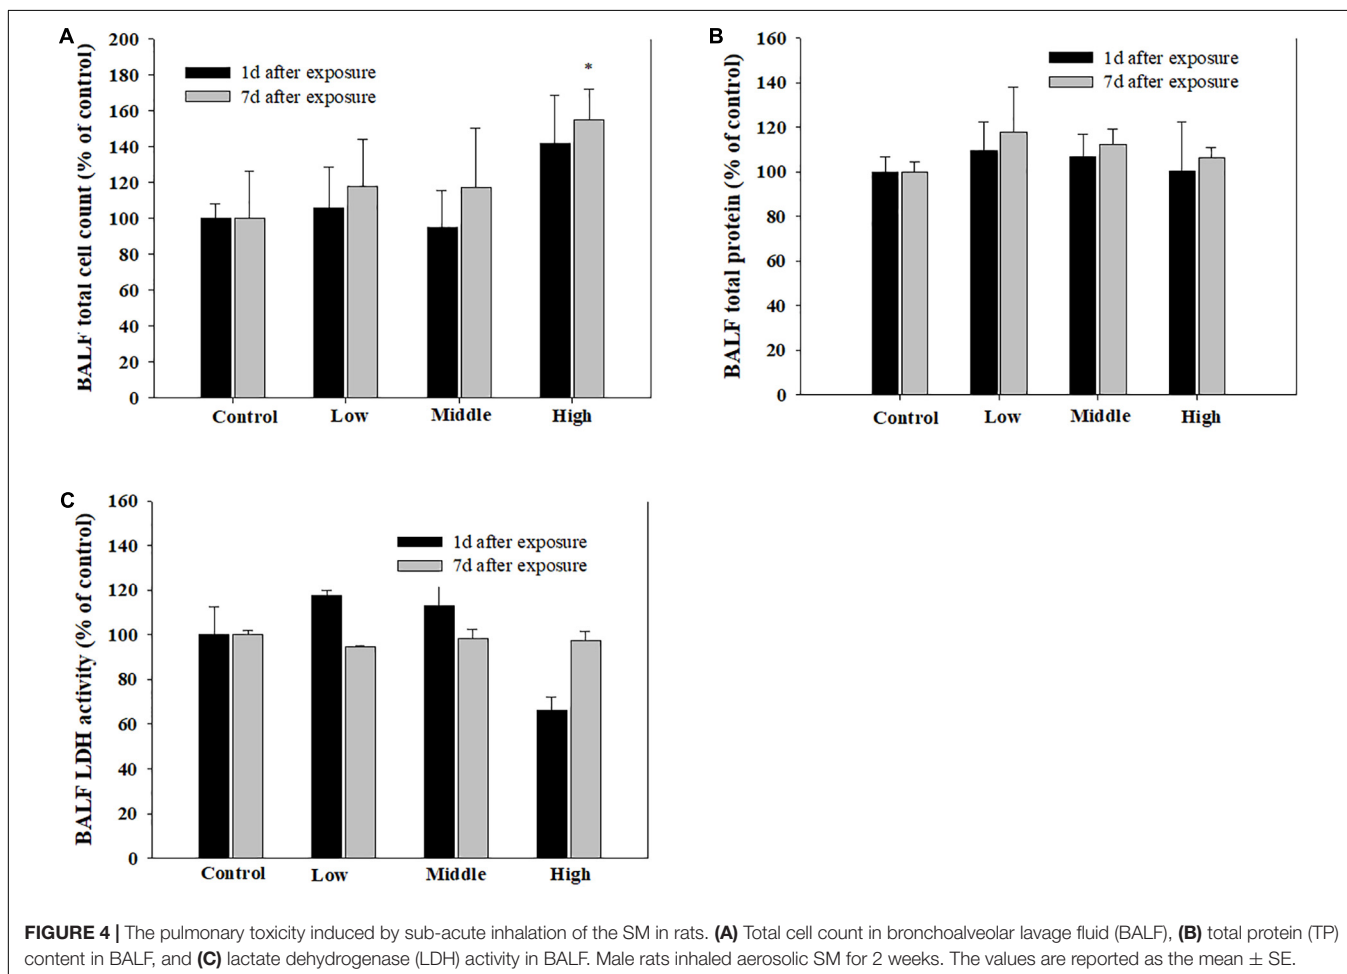 A
BALF total cell count (% of control)
200
180
160
140
120
100
80
60
40
20
0
1d after exposure
7d after exposure
*
Control Low Middle High
B
BALF total protein (% of control)
160
140
120
100
80
60
40
20
0
1d after exposure
7d after exposure
Control Low Middle High
C
BALF LDH activity (% of control)
160
140
120
100
80
60
40
20
0
1d after exposure
7d after exposure
Control Low Middle High
FIGURE 4 | The pulmonary toxicity induced by sub-acute inhalation of the SM in rats. (A) Total cell count in bronchoalveolar lavage fluid (BALF), (B) total protein (TP)
content in BALF, and (C) lactate dehydrogenase (LDH) activity in BALF. Male rats inhaled aerosolic SM for 2 weeks. The values are reported as the mean ± SE.